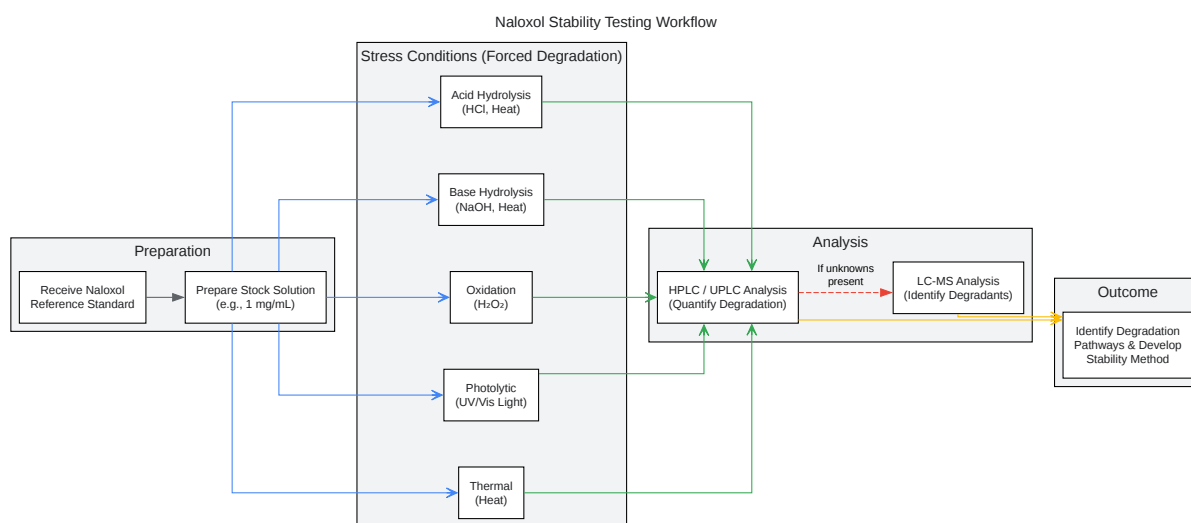 Naloxol Stability Testing Workflow
Preparation
Receive Naloxol
Reference Standard
Prepare Stock Solution
(e.g., 1 mg/mL)
Stress Conditions (Forced Degradation)
Acid Hydrolysis
(HCl, Heat)
Base Hydrolysis
(NaOH, Heat)
Oxidation
(H₂O₂)
Photolytic
(UV/Vis Light)
Thermal
(Heat)
Analysis
HPLC / UPLC Analysis
(Quantify Degradation)
If unknowns
present
LC-MS Analysis
(Identify Degradants)
Outcome
Identify Degradation
Pathways & Develop
Stability Method